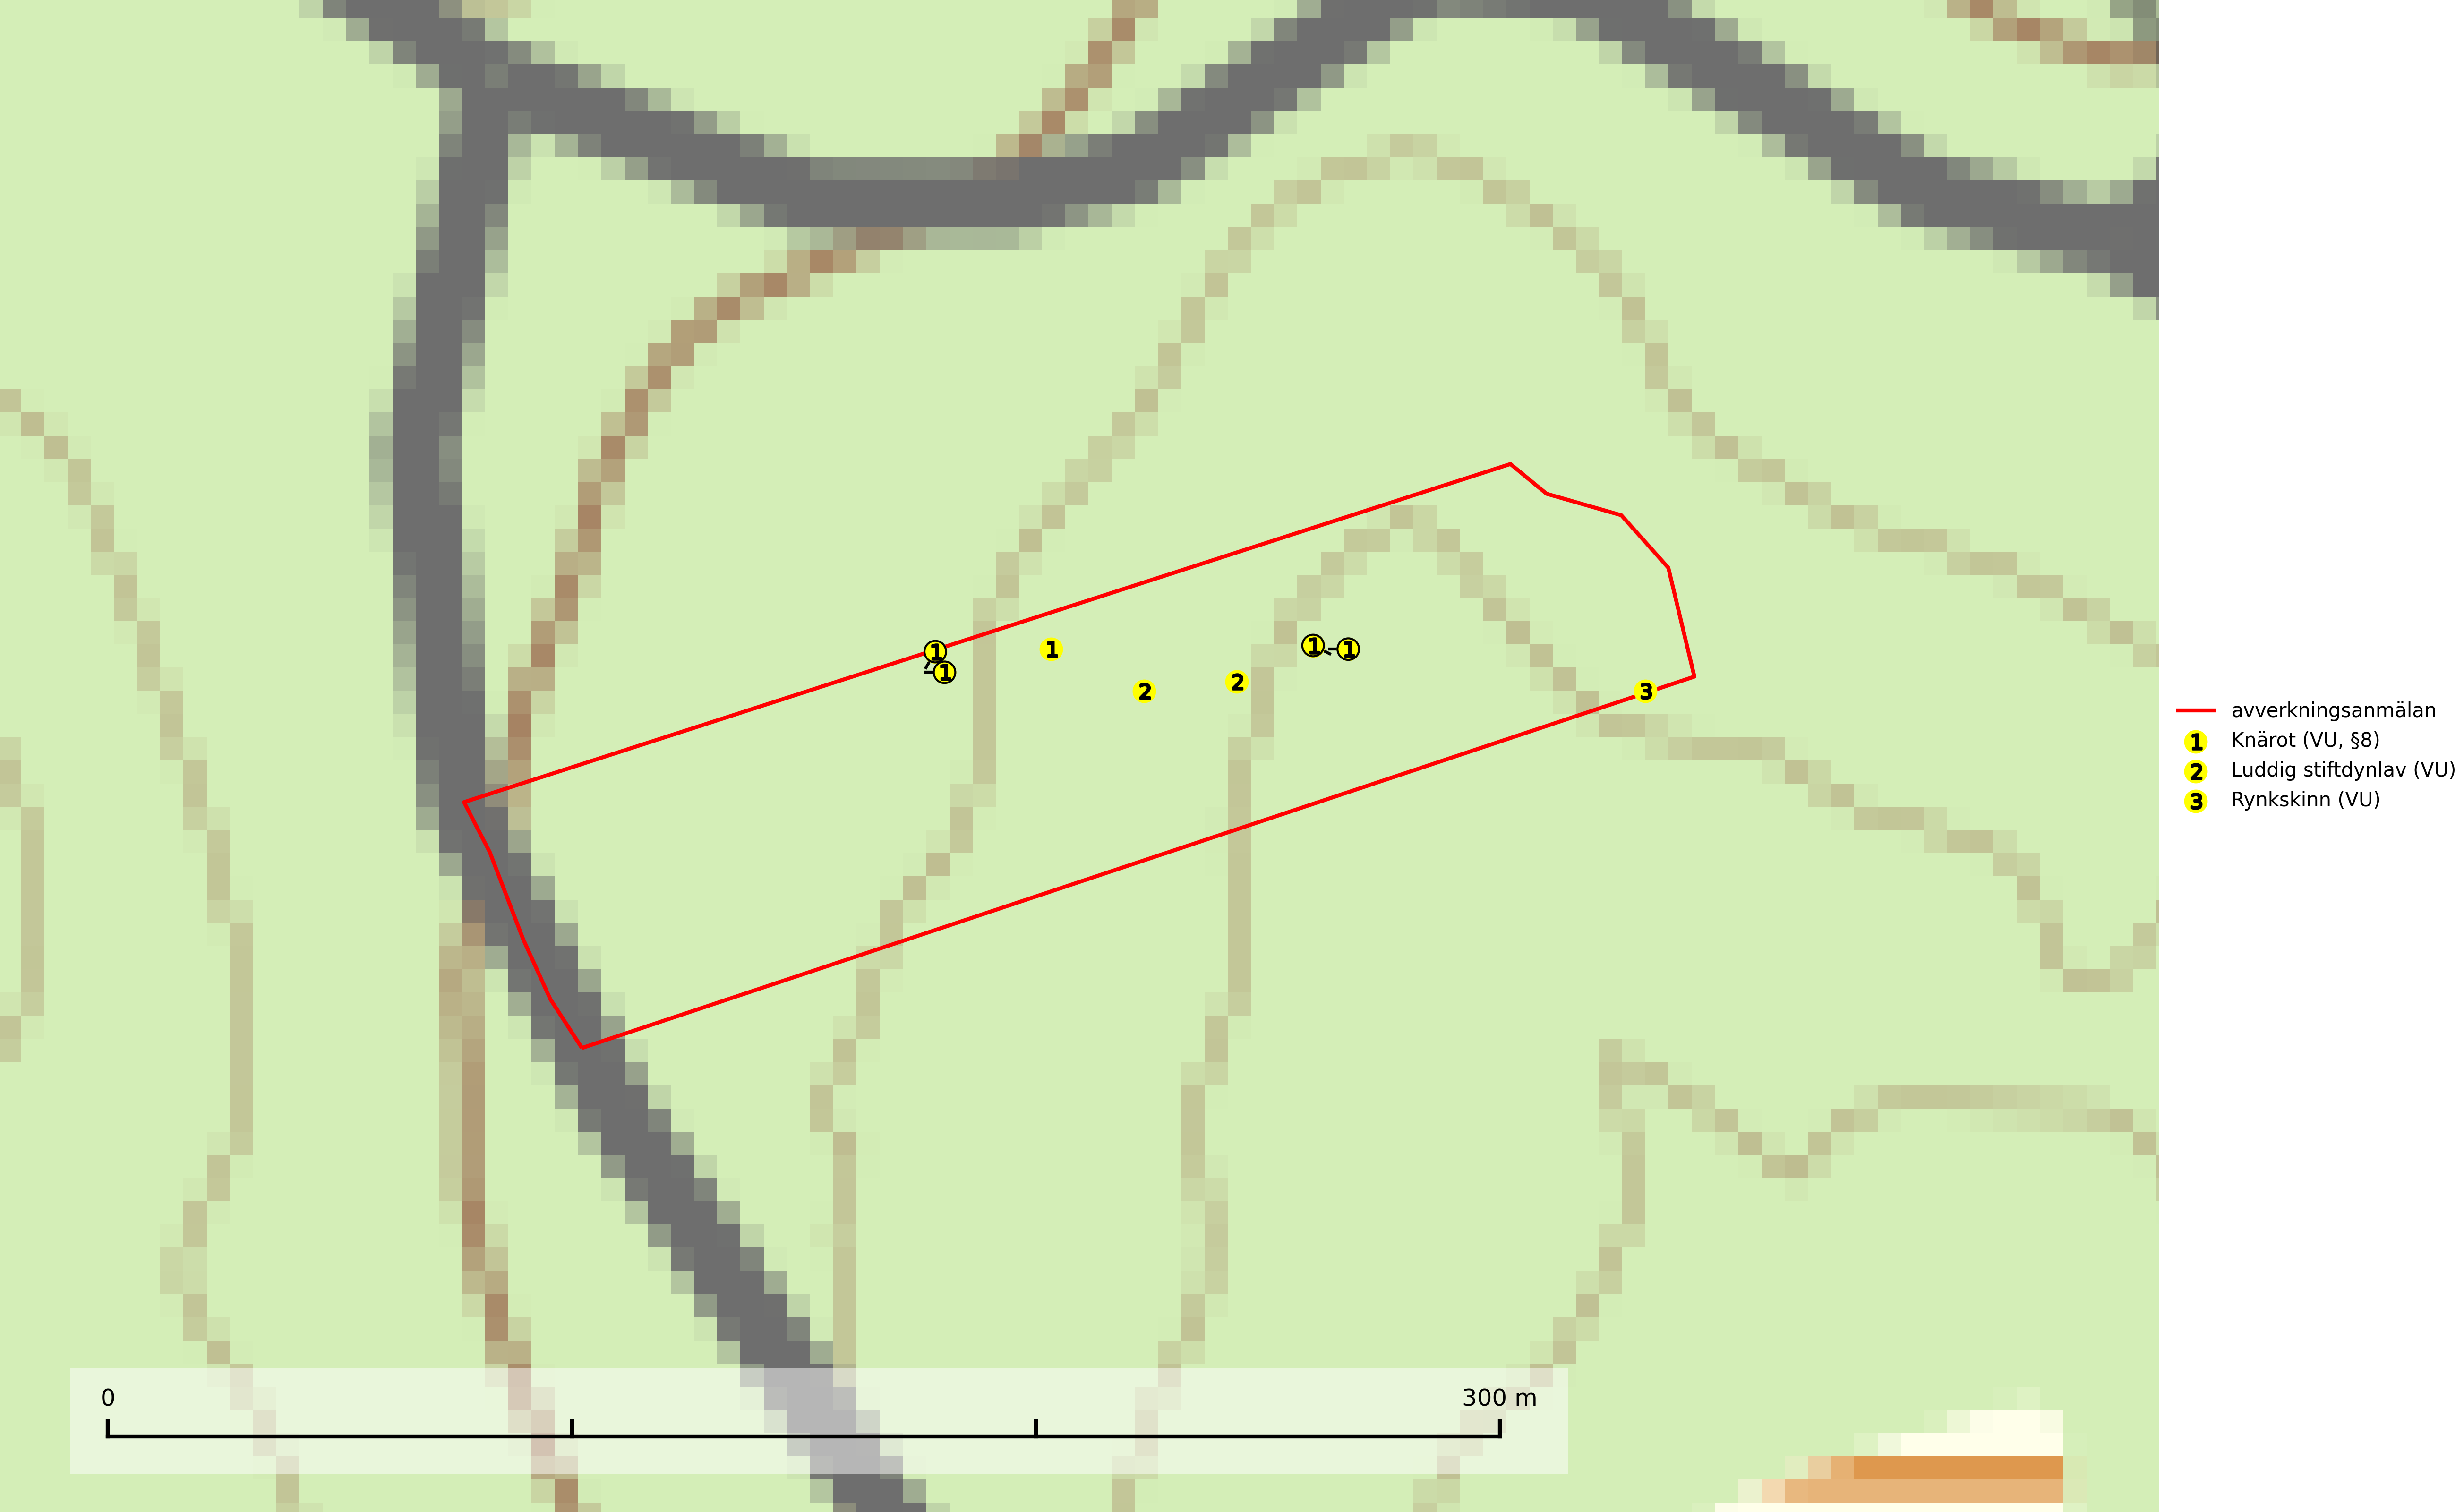 1
1
1
1
1
2
2
3
avverkningsanmälan
1 Knärot (VU, §8)
2 Luddig stiftdynlav (VU)
3 Rynkskinn (VU)
0 300 m